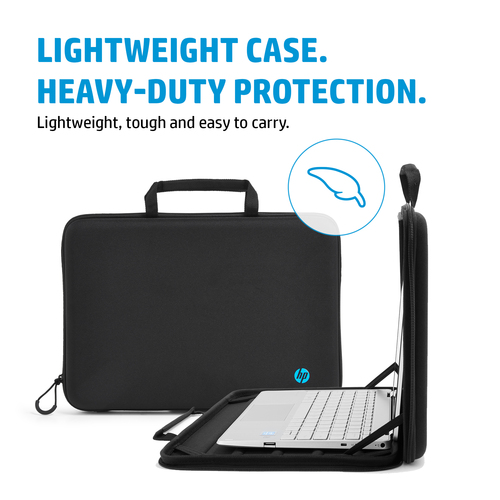 LIGHTWEIGHT CASE.
HEAVY-DUTY PROTECTION.
Lightweight, tough and easy to carry.
hp